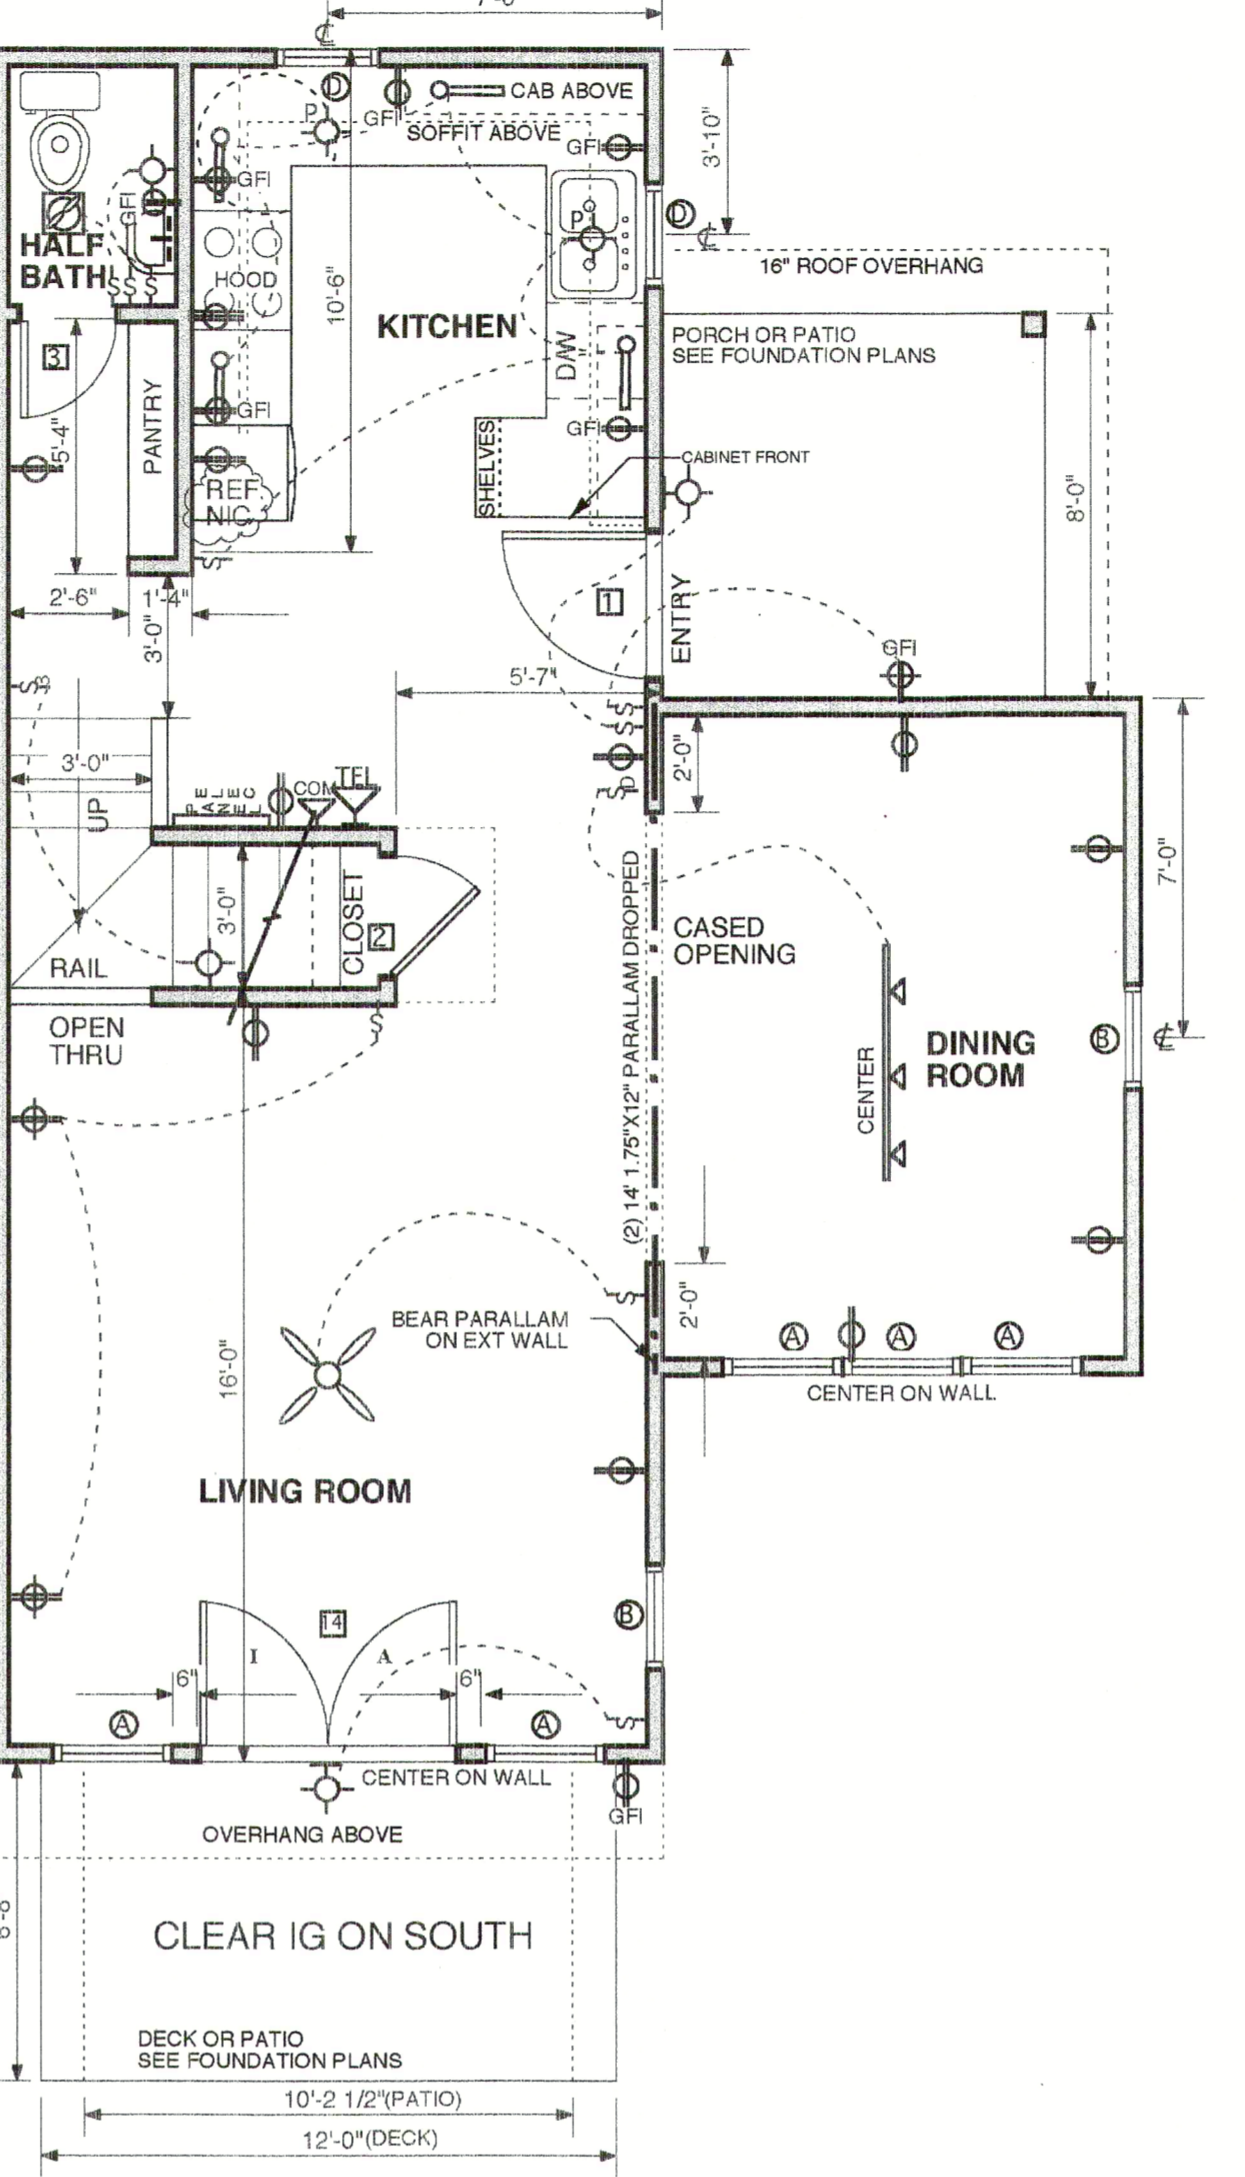 ℄
D
CAB ABOVE
P
GFI
SOFFIT ABOVE
GFI
3'-10"
GFI
GFI
HALF
BATH
S S S
P
D
℄
16" ROOF OVERHANG
HOOD
10'-6"
KITCHEN
D/W
PORCH OR PATIO
SEE FOUNDATION PLANS
3
5'-4"
PANTRY
GFI
GFI
SHELVES
CABINET FRONT
REF
NIC
8'-0"
S
2'-6"
1'-4"
3'-0"
1
ENTRY
GFI
5'-7"
S3
S
S
2'-0"
SD
3'-0"
UP
PANEL
ELEC
COM
TEL
7'-0"
3'-0"
CLOSET
2
(2) 14' 1.75"X12" PARALLAM DROPPED
CASED
OPENING
RAIL
OPEN
THRU
S
CENTER
DINING
ROOM
B
℄
S
2'-0"
BEAR PARALLAM
ON EXT WALL
A
A
A
CENTER ON WALL
16'-0"
LIVING ROOM
14
B
I
A
6"
6"
A
A
S
CENTER ON WALL
GFI
OVERHANG ABOVE
CLEAR IG ON SOUTH
DECK OR PATIO
SEE FOUNDATION PLANS
10'-2 1/2"(PATIO)
12'-0"(DECK)